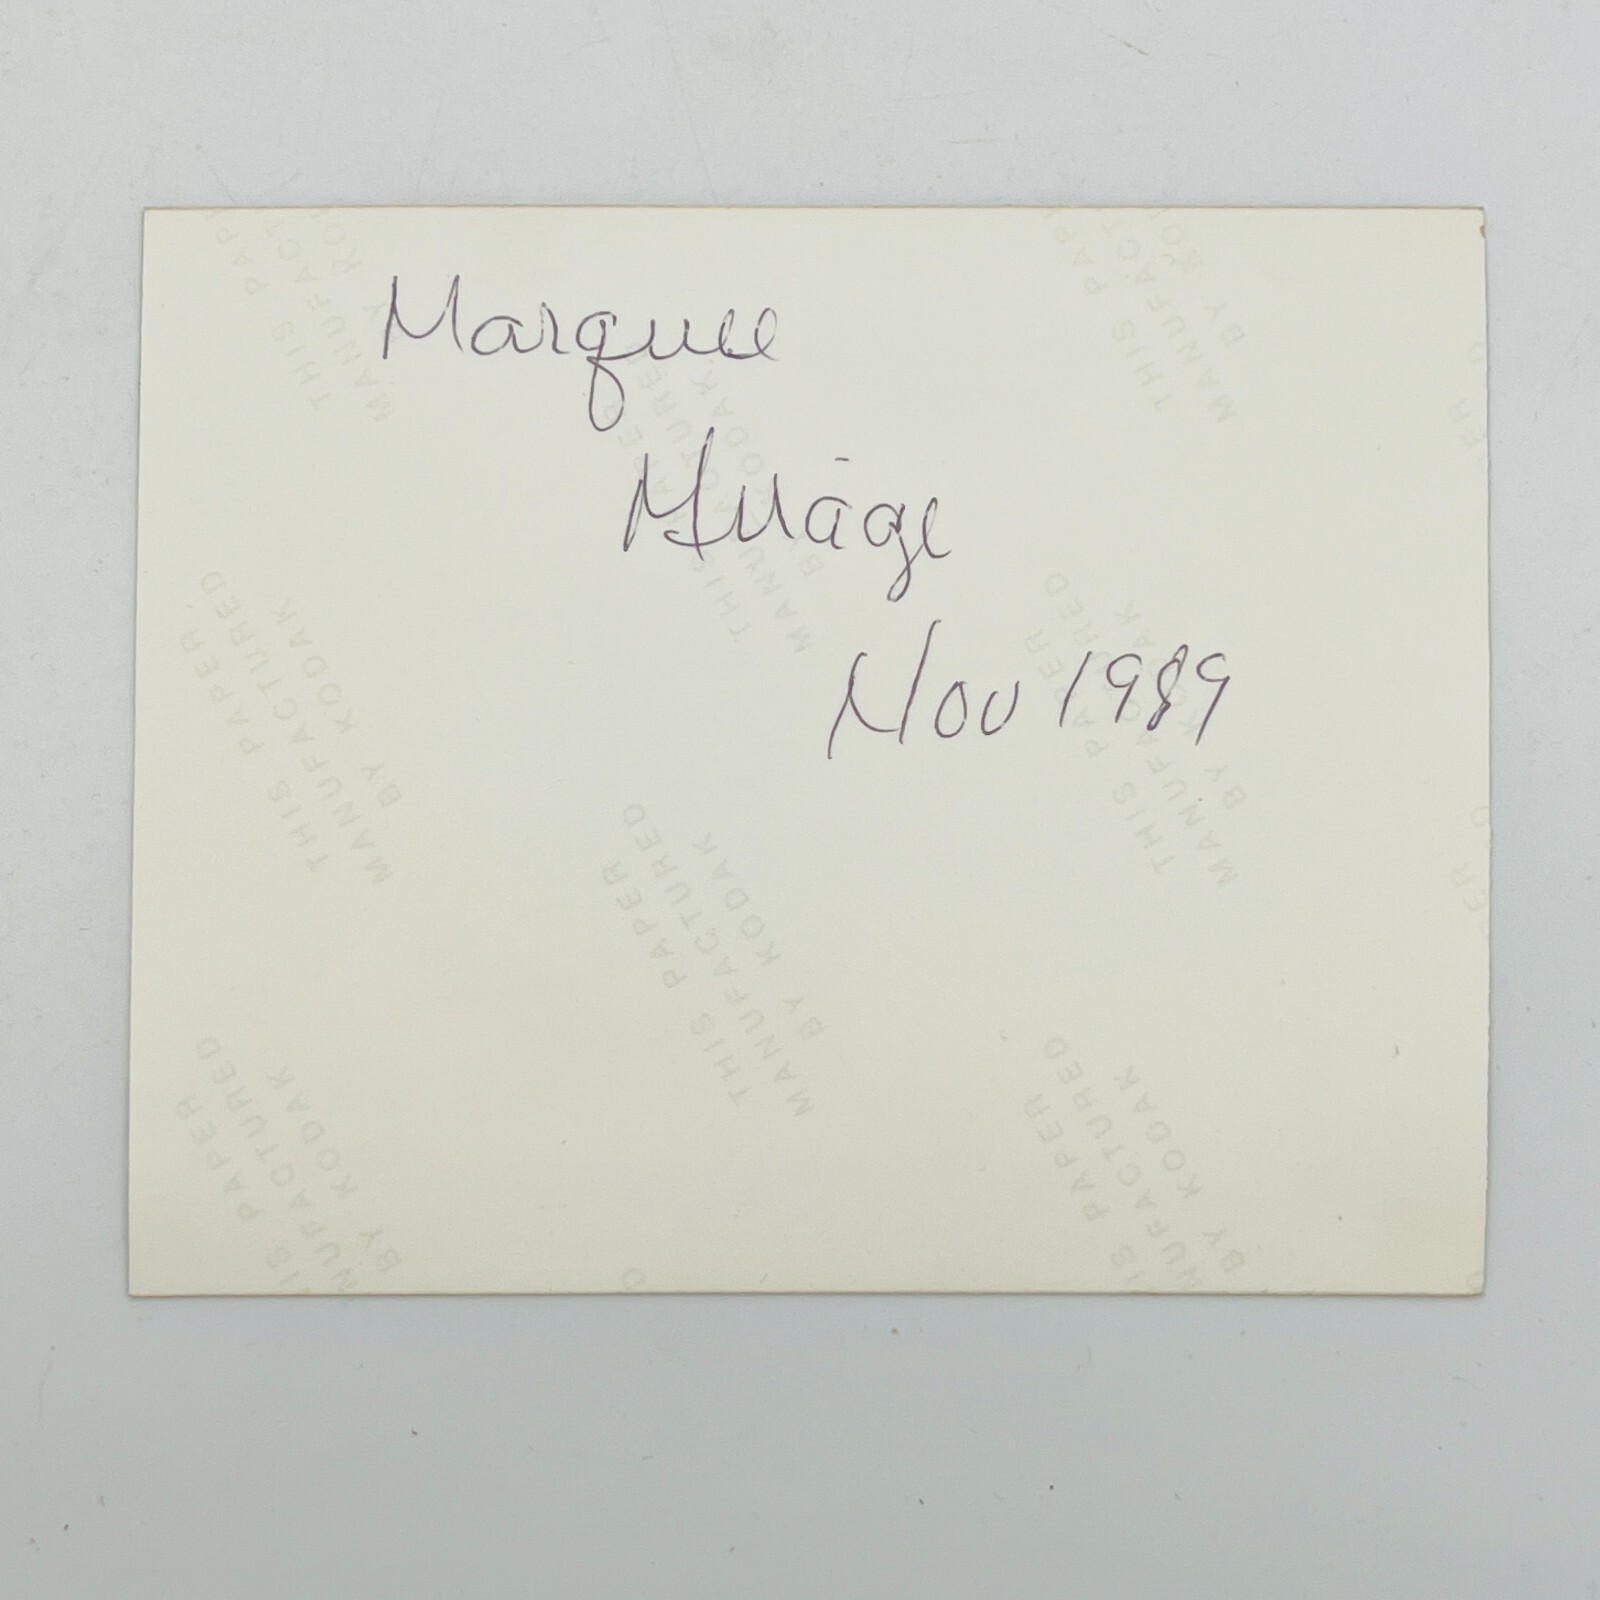 Marquee
Mirage
Nov 1989
THIS PAPER
MANUFACTURED
BY KODAK